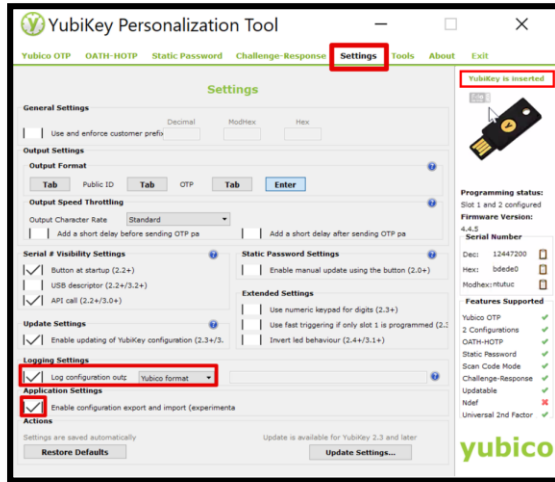 YubiKey Personalization Tool
Yubico OTP OATH-HOTP Static Password Challenge-Response Settings Tools About Exit
Settings
YubiKey is inserted
General Settings
Decimal ModHex Hex
Use and enforce customer prefix
Output Settings
Output Format
Tab Public ID Tab OTP Tab Enter
Output Speed Throttling
Output Character Rate Standard
Add a short delay before sending OTP pa Add a short delay after sending OTP pa
Serial # Visibility Settings
Button at startup (2.2+)
USB descriptor (2.2+/3.2+)
API call (2.2+/3.0+)
Static Password Settings
Enable manual update using the button (2.0+)
Extended Settings
Use numeric keypad for digits (2.3+)
Use fast triggering if only slot 1 is programmed (2.3
Invert led behaviour (2.4+/3.1+)
Update Settings
Enable updating of YubiKey configuration (2.3+/3.
Logging Settings
Log configuration outp Yubico format
Application Settings
Enable configuration export and import (experimenta
Actions
Settings are saved automatically Update is available for YubiKey 2.3 and later
Restore Defaults Update Settings...
Programming status:
Slot 1 and 2 configured
Firmware Version:
4.4.5
Serial Number
Dec: 12447200
Hex: bdede0
Modhex: ntutuc
Features Supported
Yubico OTP
2 Configurations
OATH-HOTP
Static Password
Scan Code Mode
Challenge-Response
Updatable
Ndef
Universal 2nd Factor
yubico